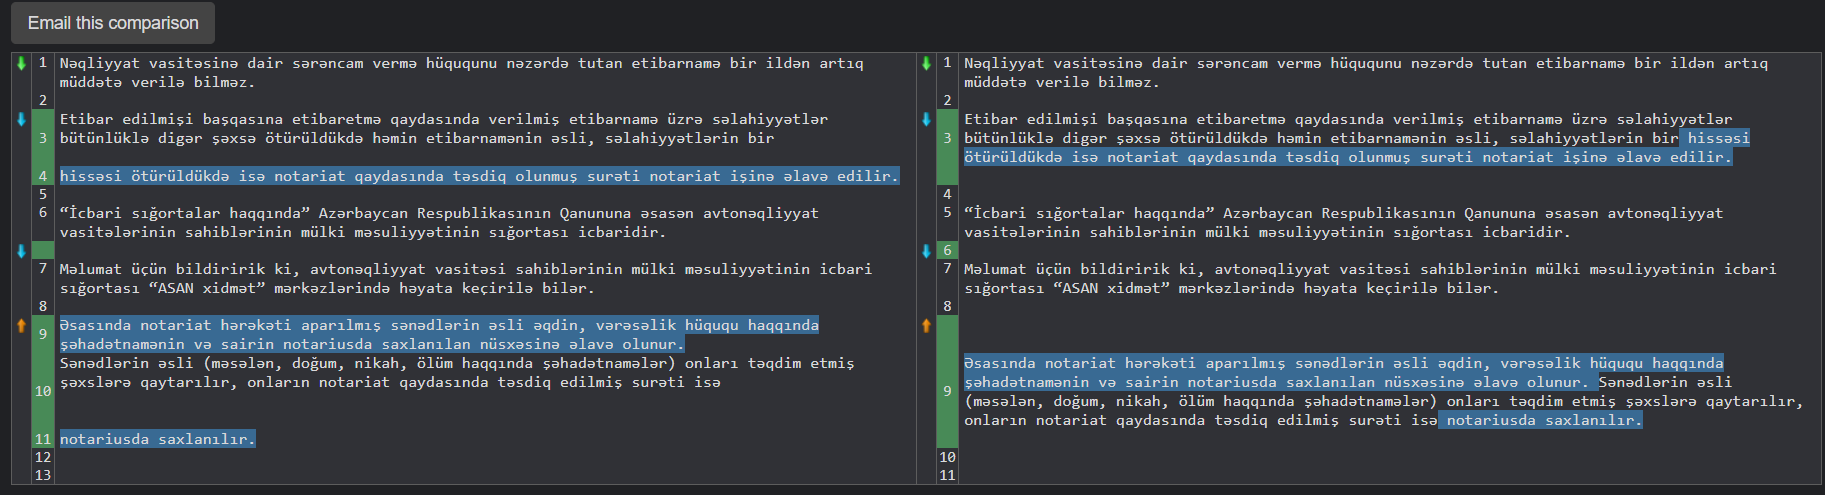 Email this comparison
1 Nəqliyyat vasitəsinə dair sərəncam vermə hüququnu nəzərdə tutan etibarnamə bir ildən artıq
müddətə verilə bilməz.
2
Etibar edilmişi başqasına etibaretmə qaydasında verilmiş etibarnamə üzrə səlahiyyətlər
3 bütünlüklə digər şəxsə ötürüldükdə həmin etibarnamənin əsli, səlahiyyətlərin bir
4 hissəsi ötürüldükdə isə notariat qaydasında təsdiq olunmuş surəti notariat işinə əlavə edilir.
5
6 “İcbari sığortalar haqqında” Azərbaycan Respublikasının Qanununa əsasən avtonəqliyyat
vasitələrinin sahiblərinin mülki məsuliyyətinin sığortası icbaridir.
7 Məlumat üçün bildiririk ki, avtonəqliyyat vasitəsi sahiblərinin mülki məsuliyyətinin icbari
sığortası “ASAN xidmət” mərkəzlərində həyata keçirilə bilər.
8
9 Əsasında notariat hərəkəti aparılmış sənədlərin əsli əqdin, vərəsəlik hüququ haqqında
şəhadətnamənin və sairin notariusda saxlanılan nüsxəsinə əlavə olunur.
Sənədlərin əsli (məsələn, doğum, nikah, ölüm haqqında şəhadətnamələr) onları təqdim etmiş
10 şəxslərə qaytarılır, onların notariat qaydasında təsdiq edilmiş surəti isə
11 notariusda saxlanılır.
12
13
1 Nəqliyyat vasitəsinə dair sərəncam vermə hüququnu nəzərdə tutan etibarnamə bir ildən artıq
müddətə verilə bilməz.
2
Etibar edilmişi başqasına etibaretmə qaydasında verilmiş etibarnamə üzrə səlahiyyətlər
3 bütünlüklə digər şəxsə ötürüldükdə həmin etibarnamənin əsli, səlahiyyətlərin bir hissəsi
ötürüldükdə isə notariat qaydasında təsdiq olunmuş surəti notariat işinə əlavə edilir.
4
5 “İcbari sığortalar haqqında” Azərbaycan Respublikasının Qanununa əsasən avtonəqliyyat
vasitələrinin sahiblərinin mülki məsuliyyətinin sığortası icbaridir.
6
7 Məlumat üçün bildiririk ki, avtonəqliyyat vasitəsi sahiblərinin mülki məsuliyyətinin icbari
sığortası “ASAN xidmət” mərkəzlərində həyata keçirilə bilər.
8
Əsasında notariat hərəkəti aparılmış sənədlərin əsli əqdin, vərəsəlik hüququ haqqında
şəhadətnamənin və sairin notariusda saxlanılan nüsxəsinə əlavə olunur. Sənədlərin əsli
9 (məsələn, doğum, nikah, ölüm haqqında şəhadətnamələr) onları təqdim etmiş şəxslərə qaytarılır,
onların notariat qaydasında təsdiq edilmiş surəti isə notariusda saxlanılır.
10
11